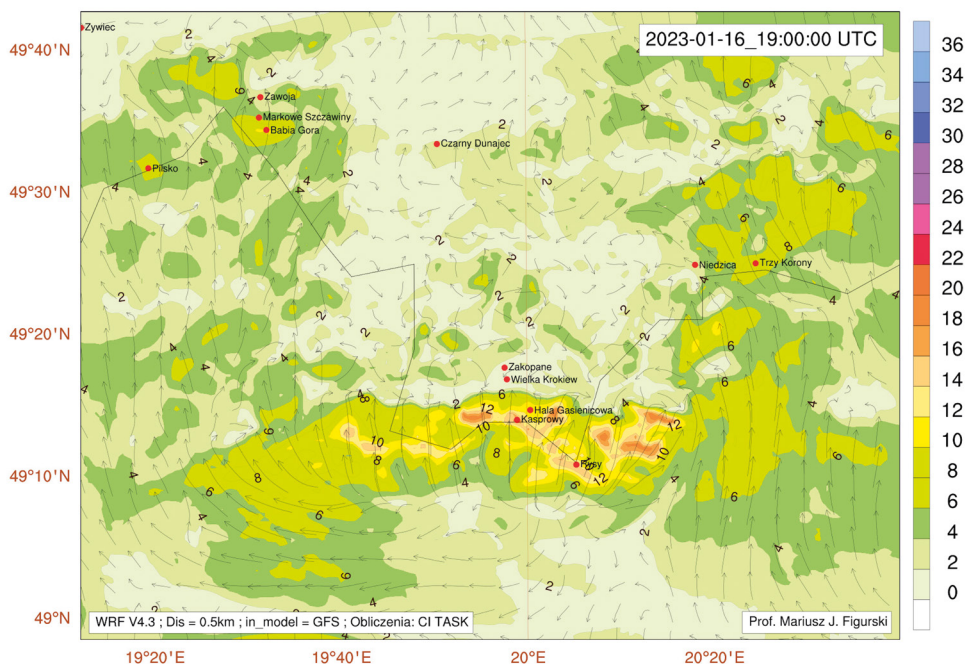 2023-01-16_19:00:00 UTC
49°40'N
49°30'N
49°20'N
49°10'N
49°N
Zywiec
Zawoja
Markowe Szczawiny
Babia Gora
Pilsko
Czarny Dunajec
Niedzica
Trzy Korony
Zakopane
Wielka Krokiew
Hala Gasienicowa
Kasprowy
Rysy
36
34
32
30
28
26
24
22
20
18
16
14
12
10
8
6
4
2
0
WRF V4.3 ; Dis = 0.5km ; in_model = GFS ; Obliczenia: CI TASK
Prof. Mariusz J. Figurski
19°20'E
19°40'E
20°E
20°20'E